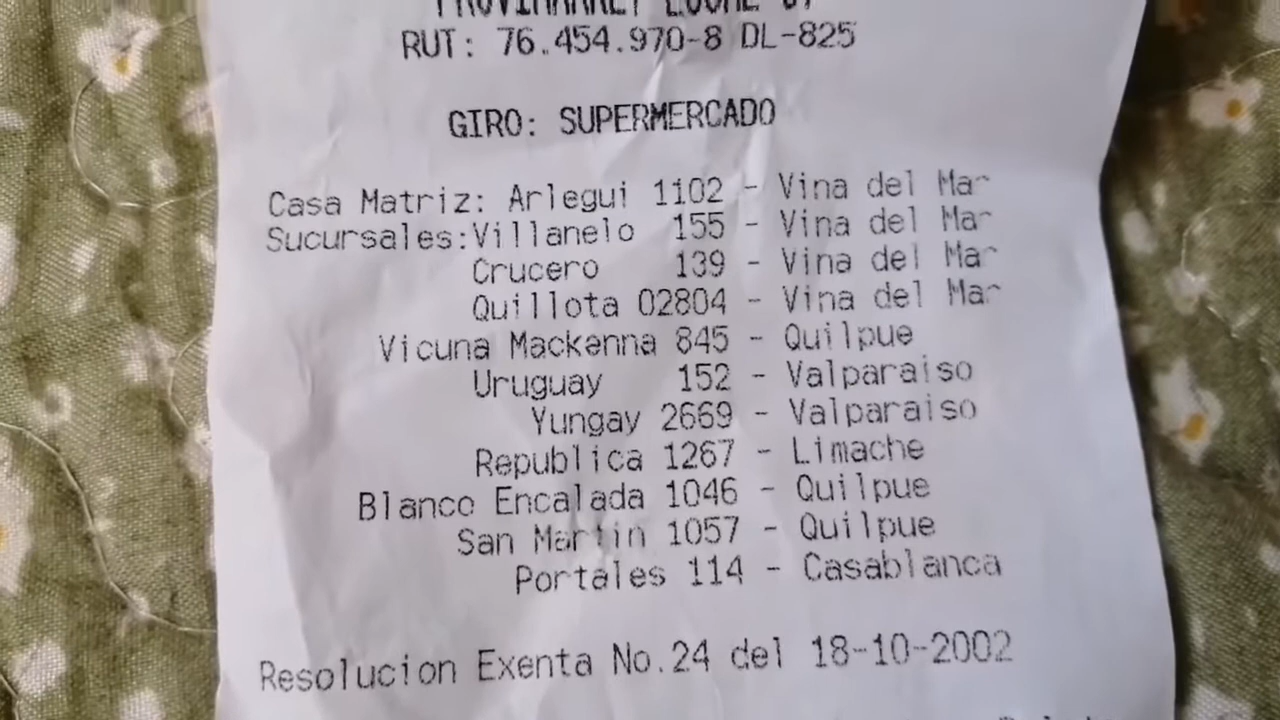 RUT: 76.454.970-8 DL-825
GIRO: SUPERMERCADO
Casa Matriz: Arlegui 1102 - Vina del Mar
Sucursales:Villanelo 155 - Vina del Mar
Crucero 139 - Vina del Mar
Quillota 02804 - Vina del Mar
Vicuna Mackenna 845 - Quilpue
Uruguay 152 - Valparaiso
Yungay 2669 - Valparaiso
Republica 1267 - Limache
Blanco Encalada 1046 - Quilpue
San Martin 1057 - Quilpue
Portales 114 - Casablanca
Resolucion Exenta No.24 del 18-10-2002